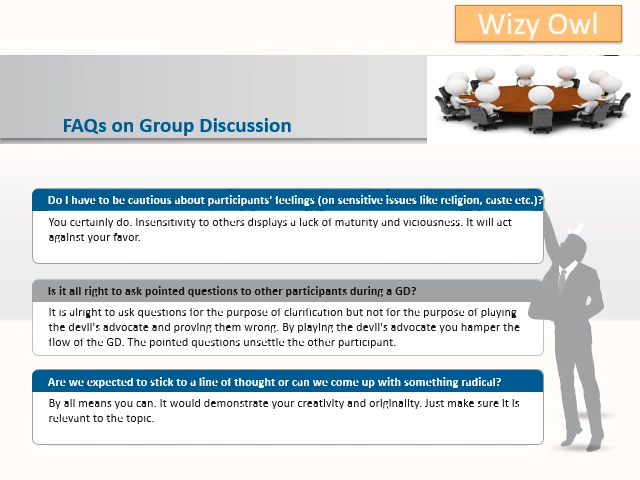 Wizy Owl
FAQs on Group Discussion
Do I have to be cautious about participants' feelings (on sensitive issues like religion, caste etc.)?
You certainly do. Insensitivity to others displays a lack of maturity and viciousness. It will act
against your favor.
Is it all right to ask pointed questions to other participants during a GD?
It is alright to ask questions for the purpose of clarification but not for the purpose of playing
the devil's advocate and proving them wrong. By playing the devil's advocate you hamper the
flow of the GD. The pointed questions unsettle the other participant.
Are we expected to stick to a line of thought or can we come up with something radical?
By all means you can. It would demonstrate your creativity and originality. Just make sure it is
relevant to the topic.